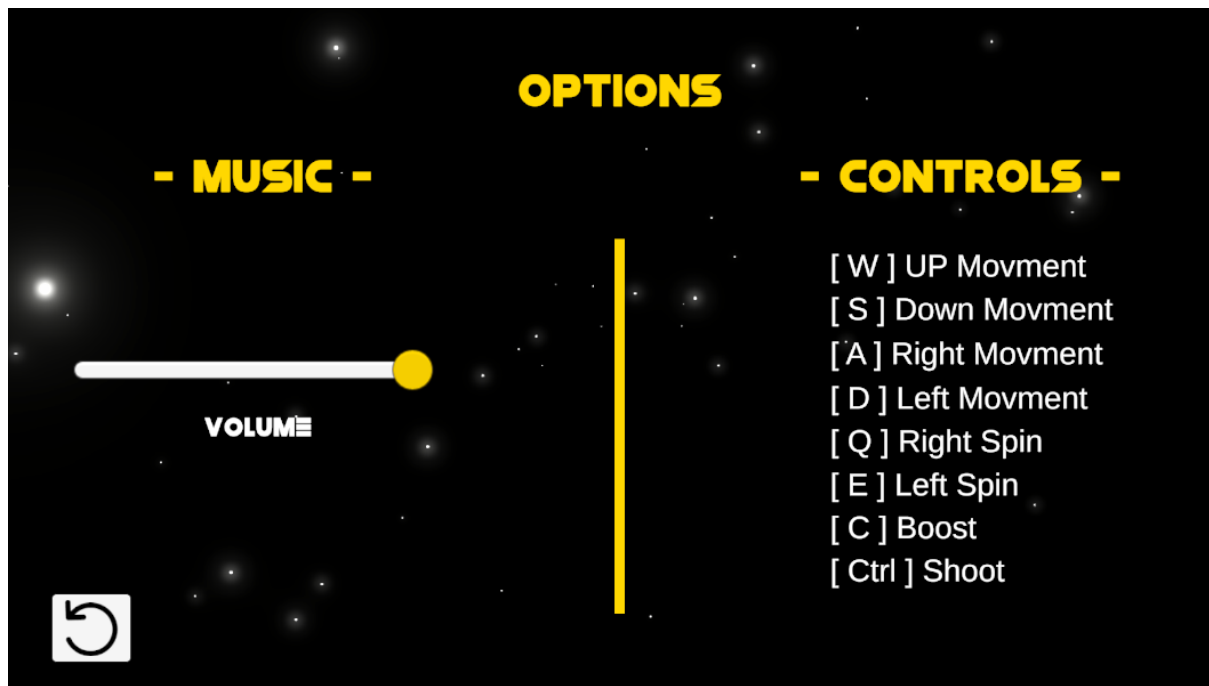 OPTIONS
- MUSIC -
VOLUME
- CONTROLS -
[ W ] UP Movment
[ S ] Down Movment
[ A ] Right Movment
[ D ] Left Movment
[ Q ] Right Spin
[ E ] Left Spin
[ C ] Boost
[ Ctrl ] Shoot